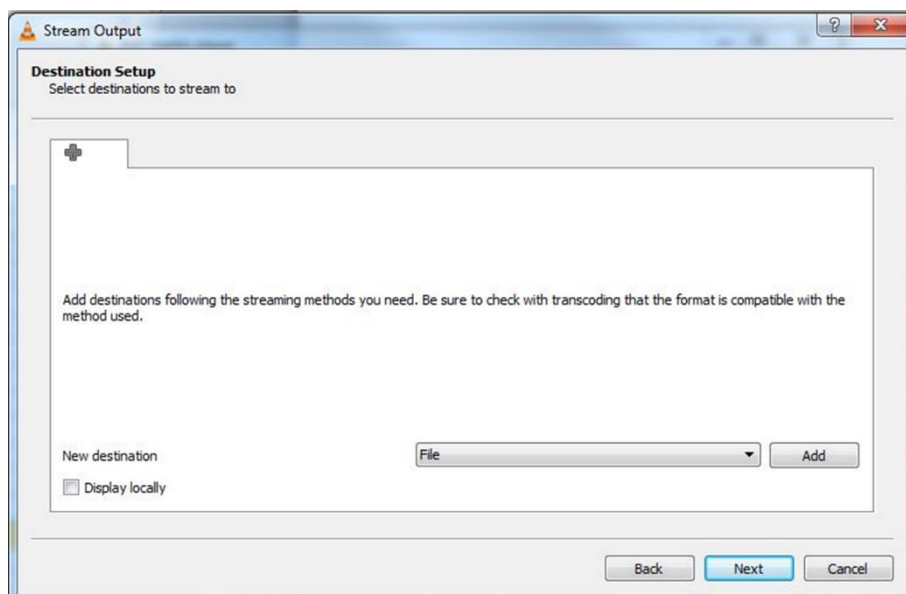 Stream Output
Destination Setup
Select destinations to stream to
Add destinations following the streaming methods you need. Be sure to check with transcoding that the format is compatible with the
method used.
New destination
File
Add
Display locally
Back
Next
Cancel